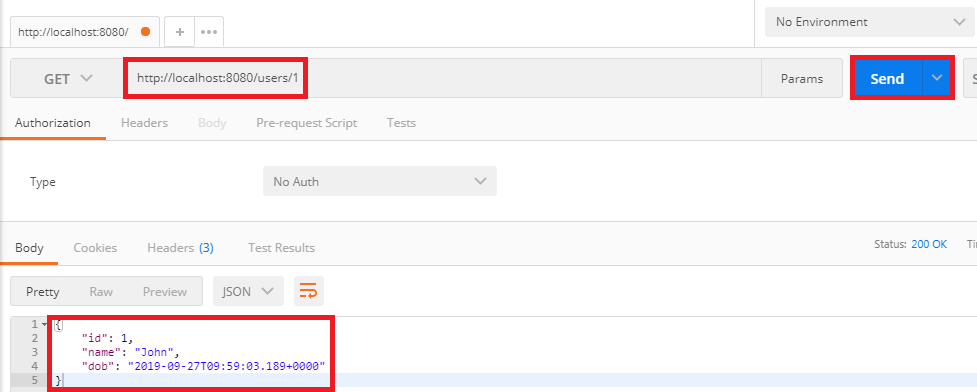 http://localhost:8080/ + ••• No Environment
GET http://localhost:8080/users/1 Params Send S
Authorization Headers Body Pre-request Script Tests
Type No Auth
Body Cookies Headers (3) Test Results Status: 200 OK
Pretty Raw Preview JSON
1 {
2 "id": 1,
3 "name": "John",
4 "dob": "2019-09-27T09:59:03.189+0000"
5 }